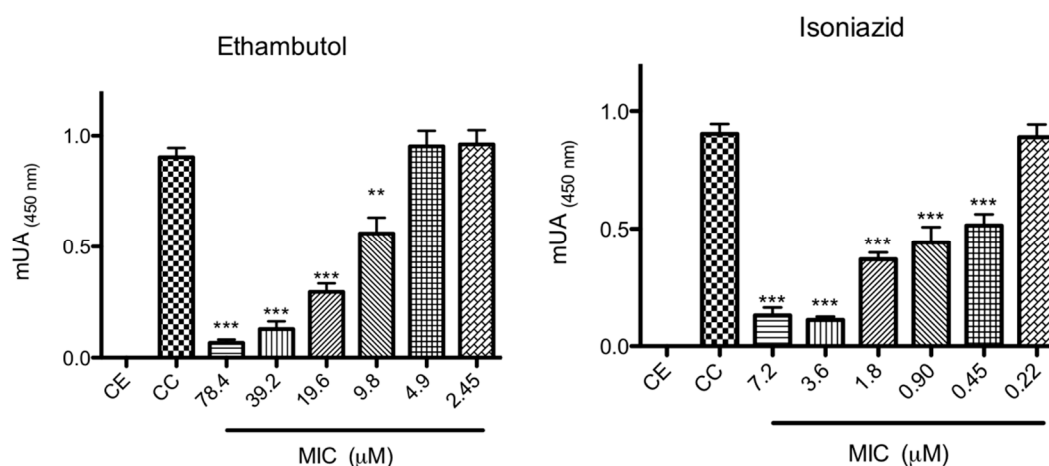 Ethambutol
mUA (450 nm)
1.0
0.5
0.0
***
***
***
**
CE
CC
78.4
39.2
19.6
9.8
4.9
2.45
MIC (μM)
Isoniazid
mUA (450 nm)
1.0
0.5
0.0
***
***
***
***
***
CE
CC
7.2
3.6
1.8
0.90
0.45
0.22
MIC (μM)